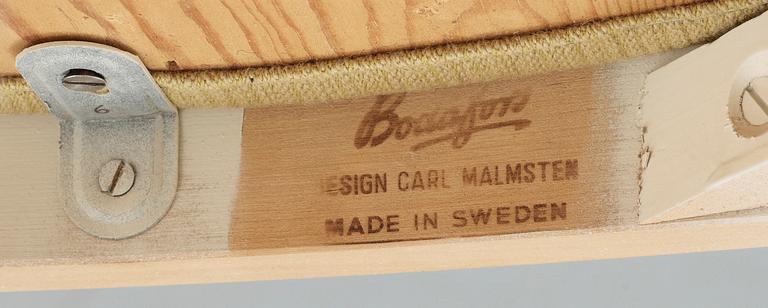 Bodafors
ESIGN CARL MALMSTEN
MADE IN SWEDEN
6